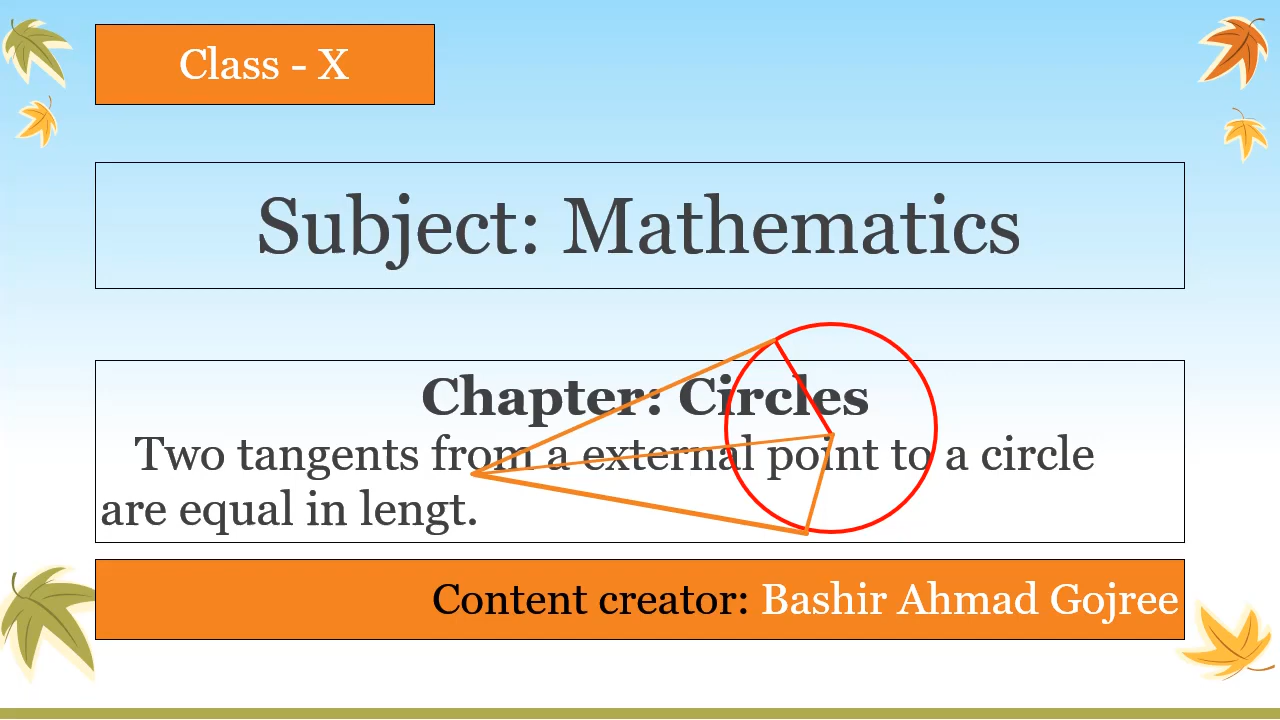 Class - X
Subject: Mathematics
Chapter: Circles
Two tangents from a external point to a circle
are equal in lengt.
Content creator: Bashir Ahmad Gojree